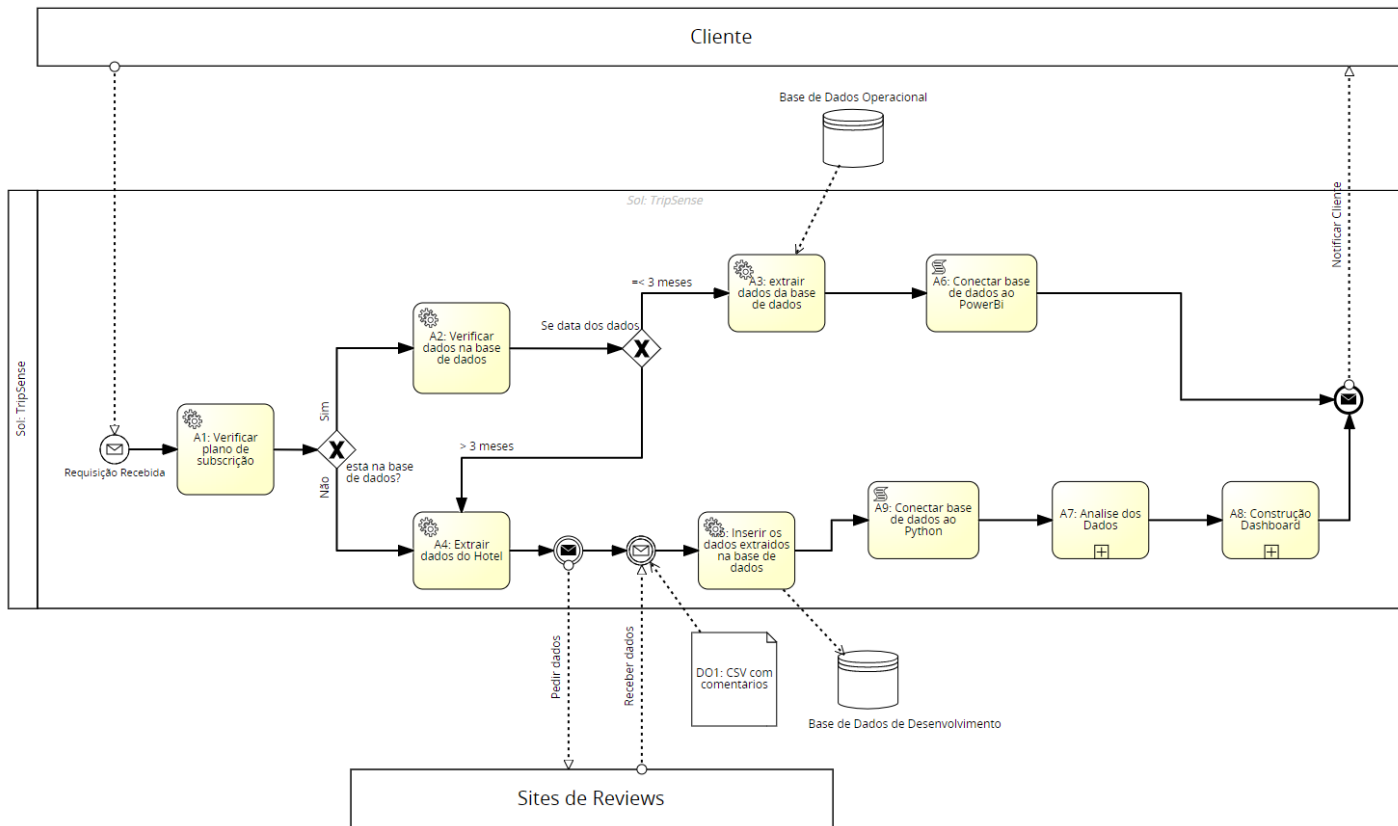 Cliente
Base de Dados Operacional
Notificar Cliente
Sol: TripSense
Sol: TripSense
=< 3 meses
A3: extrair
dados da base
de dados
A6: Conectar base
de dados ao
PowerBi
Se data dos dados
A2: Verificar
dados na base
de dados
Sim
A1: Verificar
plano de
subscrição
Requisição Recebida
> 3 meses
está na base
de dados?
Não
A4: Extrair
dados do Hotel
Inserir os
dados extraidos
na base de
dados
A9: Conectar base
de dados ao
Python
A7: Analise dos
Dados
A8: Construção
Dashboard
Pedir dados
Receber dados
DO1: CSV com
comentários
Base de Dados de Desenvolvimento
Sites de Reviews